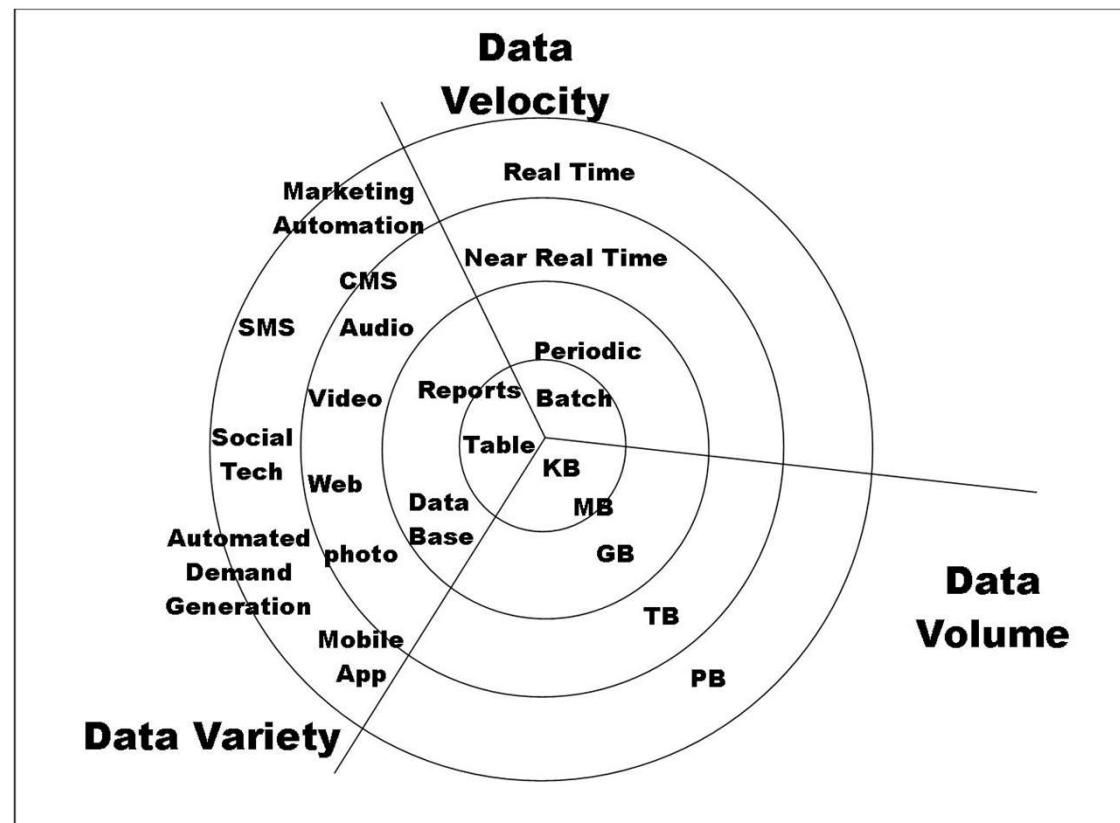 Data
Velocity
Real Time
Marketing
Automation
Near Real Time
CMS
SMS
Audio
Periodic
Reports
Batch
Video
Social
Tech
Table
KB
Web
Data
Base
MB
Automated
Demand
Generation
photo
GB
Data
Volume
TB
Mobile
App
PB
Data Variety